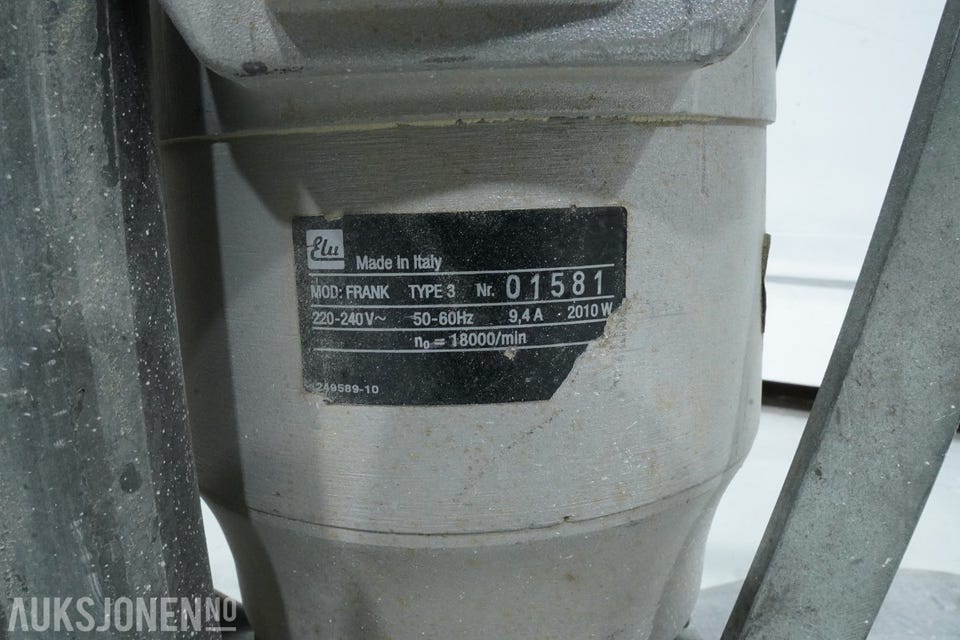 Elu Made in Italy
MOD: FRANK TYPE 3 Nr. 01581
220-240V~ 50-60Hz 9,4 A · 2010 W
n₀ = 18000/min
249589-10
AUKSJONEN.NO